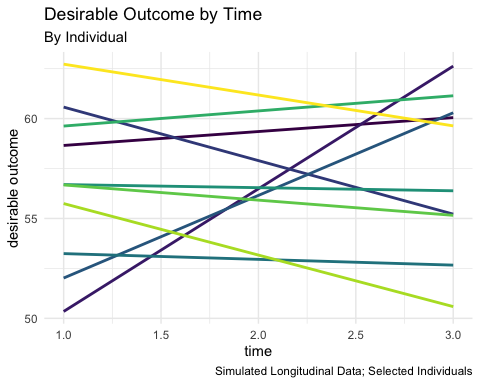 Desirable Outcome by Time
By Individual
desirable outcome
60
55
50
1.0 1.5 2.0 2.5 3.0
time
Simulated Longitudinal Data; Selected Individuals